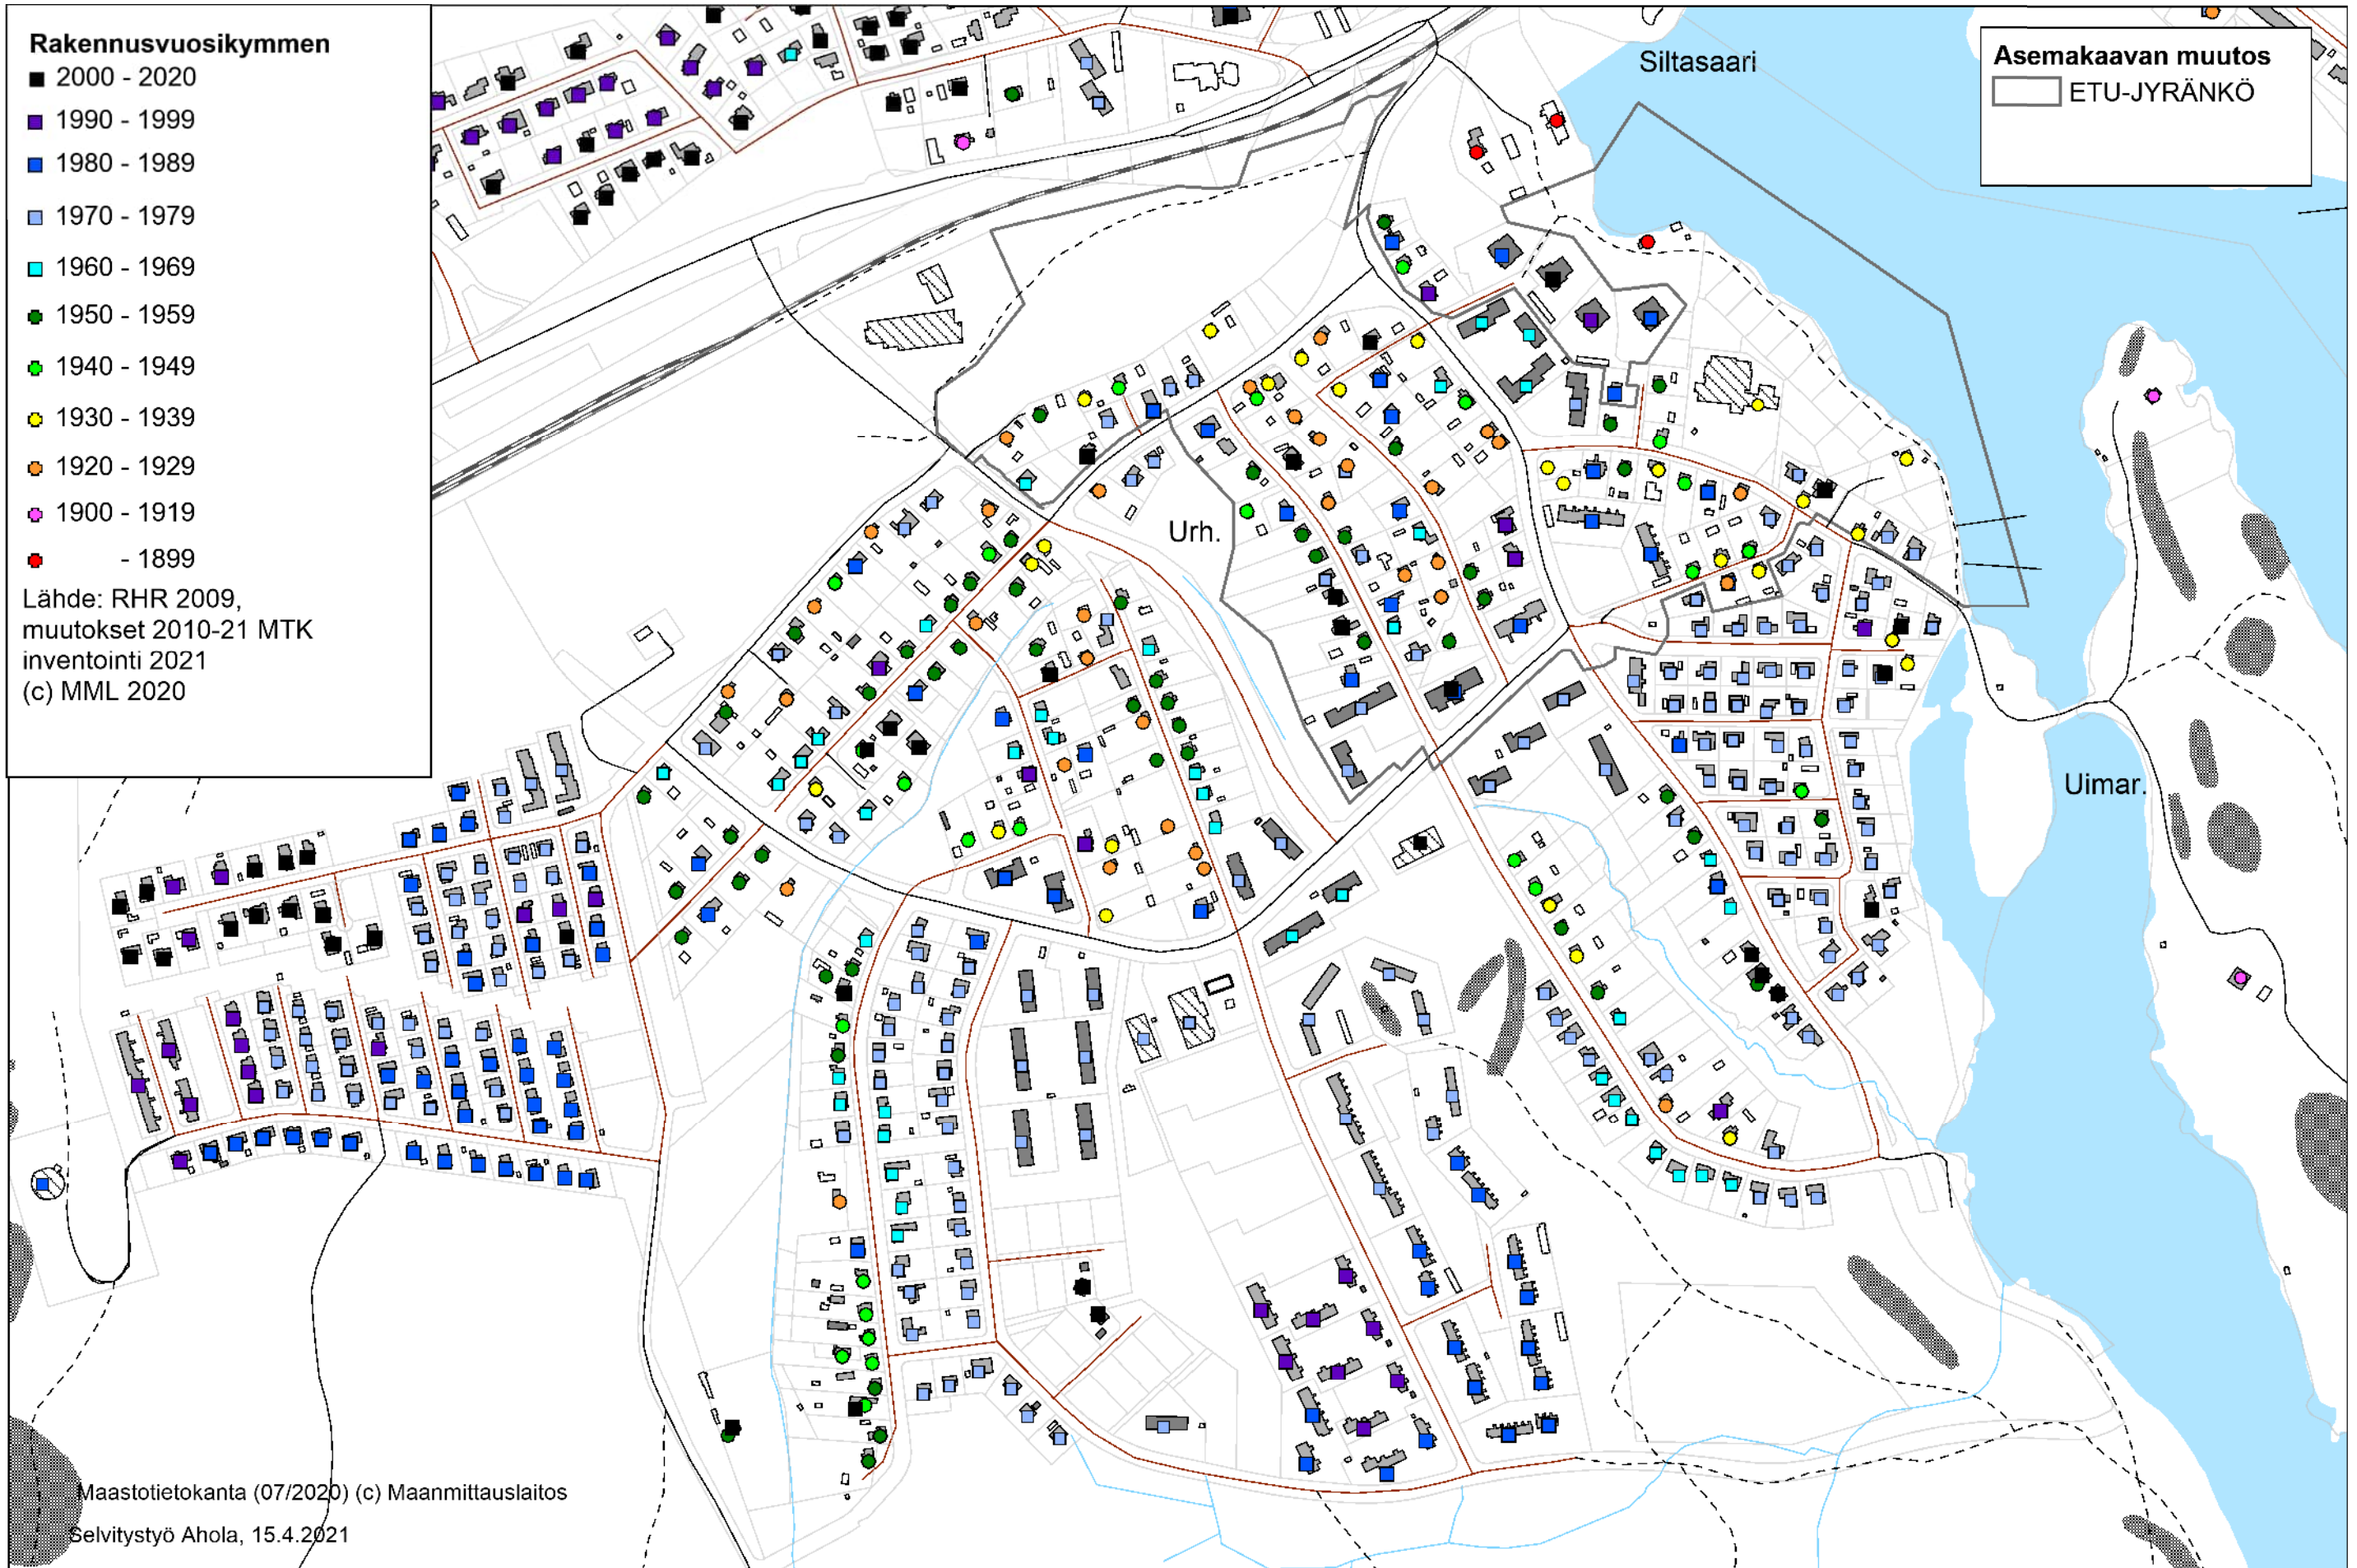 Rakennusvuosikymmen
2000 - 2020
1990 - 1999
1980 - 1989
1970 - 1979
1960 - 1969
1950 - 1959
1940 - 1949
1930 - 1939
1920 - 1929
1900 - 1919
- 1899
Lähde: RHR 2009,
muutokset 2010-21 MTK
inventointi 2021
(c) MML 2020
Siltasaari
Asemakaavan muutos
ETU-JYRÄNKÖ
Urh.
Uimar.
Maastotietokanta (07/2020) (c) Maanmittauslaitos
Selvitystyö Ahola, 15.4.2021